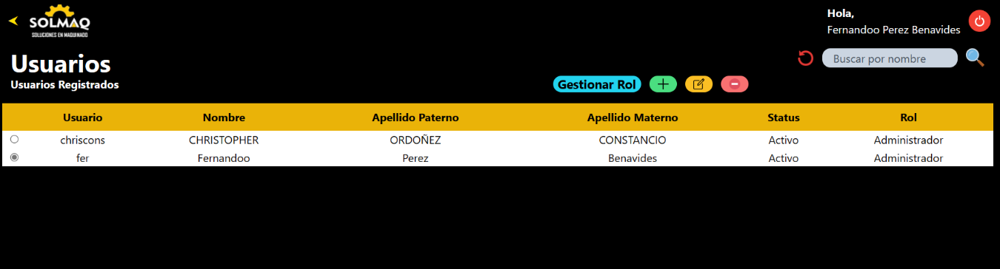 SOLMAQ
SOLUCIONES EN MAQUINADO
Hola,
Fernandoo Perez Benavides
Usuarios
Usuarios Registrados
Buscar por nombre
Gestionar Rol
Usuario Nombre Apellido Paterno Apellido Materno Status Rol
chriscons CHRISTOPHER ORDOÑEZ CONSTANCIO Activo Administrador
fer Fernandoo Perez Benavides Activo Administrador